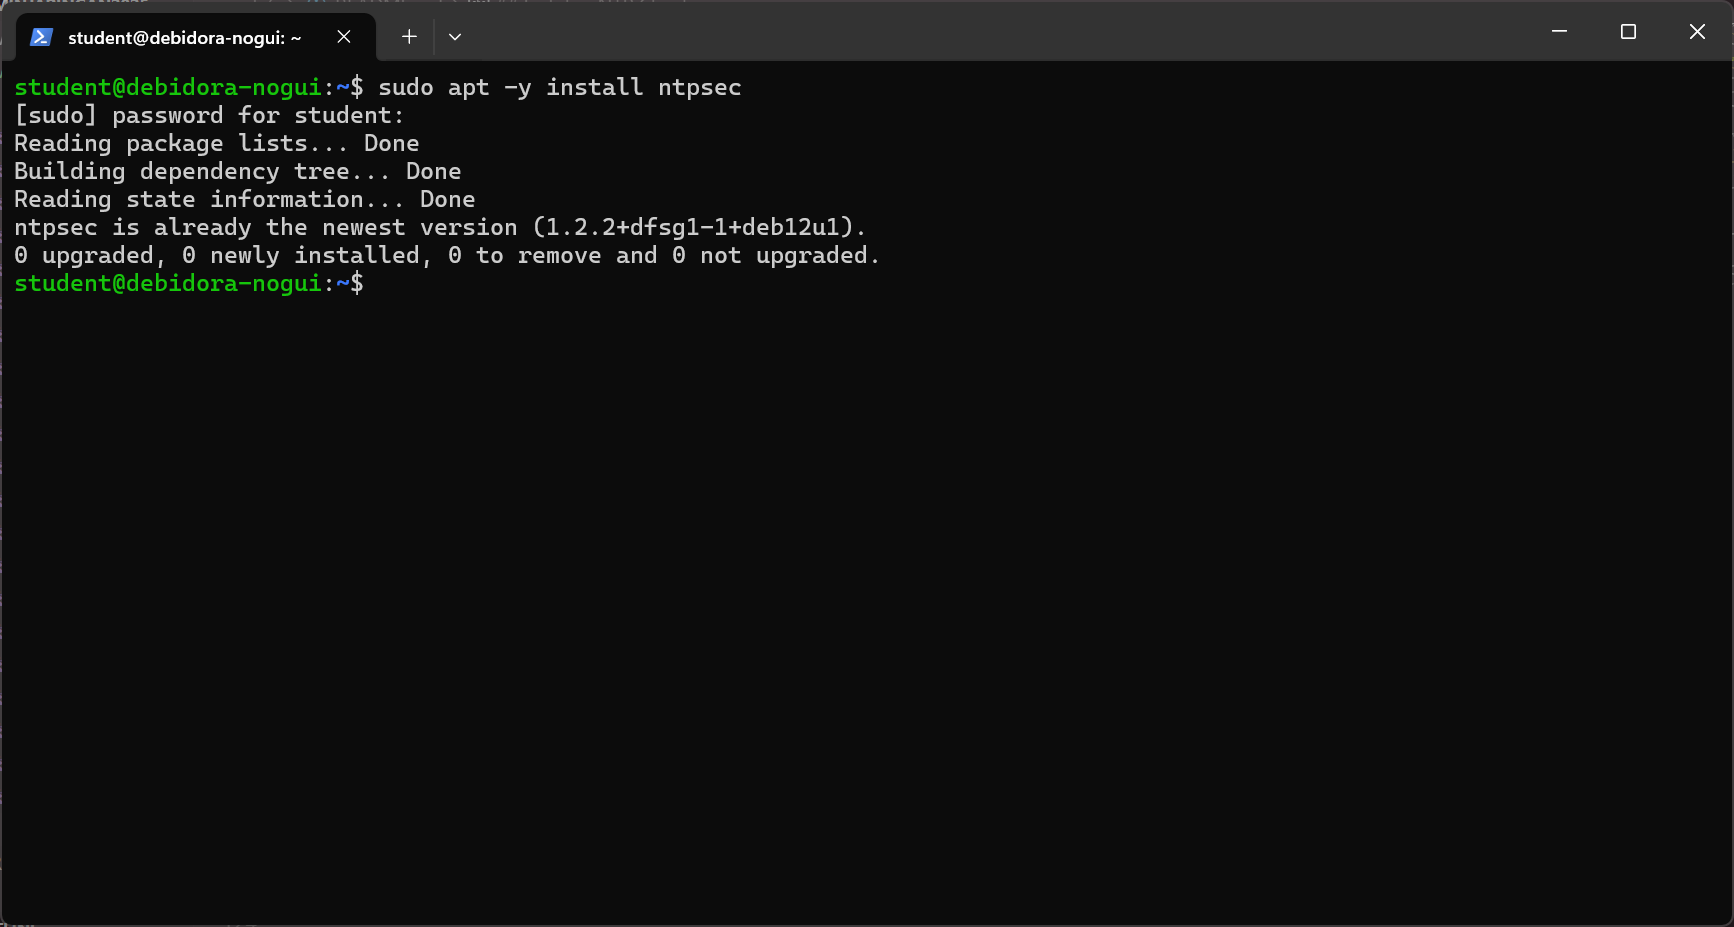 student@debidora-nogui: ~
student@debidora-nogui:~$ sudo apt -y install ntpsec
[sudo] password for student:
Reading package lists... Done
Building dependency tree... Done
Reading state information... Done
ntpsec is already the newest version (1.2.2+dfsg1-1+deb12u1).
0 upgraded, 0 newly installed, 0 to remove and 0 not upgraded.
student@debidora-nogui:~$